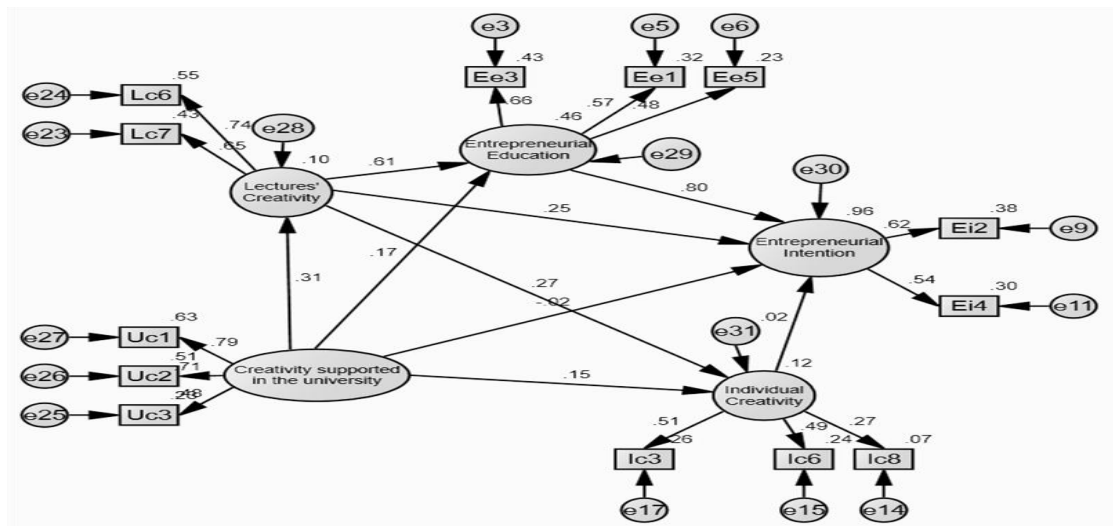 e3
e5
e6
.43
.32
.23
Ee3
Ee1
Ee5
.55
e24
Lc6
.66
.57
.48
.46
.43
.74
e28
e23
Lc7
.65
Entrepreneurial
Education
e29
.10
.61
e30
Lectures'
Creativity
.80
.96
.38
.25
.62
Ei2
e9
Entrepreneurial
Intention
.17
.31
.27
-.02
.54
.30
Ei4
e11
.63
e31
.02
e27
Uc1
.79
.51
.71
e26
Uc2
Creativity supported
in the university
.12
.15
Individual
Creativity
.48
e25
Uc3
.51
.49
.27
.26
.24
.07
Ic3
Ic6
Ic8
e17
e15
e14